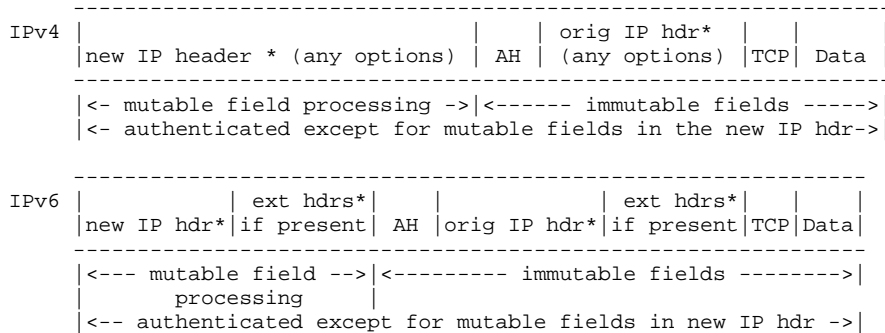 ------------------------------------------------------
IPv4 |                            |    | orig IP hdr*  |   |      |
     |new IP header * (any options) | AH | (any options) |TCP| Data |
     ------------------------------------------------------
     |<- mutable field processing ->|<------ immutable fields ----->|
     |<- authenticated except for mutable fields in the new IP hdr->|
     ------------------------------------------------------
IPv6 |           | ext hdrs*|    |            | ext hdrs*|   |    |
     |new IP hdr*|if present| AH |orig IP hdr*|if present|TCP|Data|
     ------------------------------------------------------
     |<--- mutable field -->|<--------- immutable fields -------->|
     |       processing     |
     |<-- authenticated except for mutable fields in new IP hdr ->|